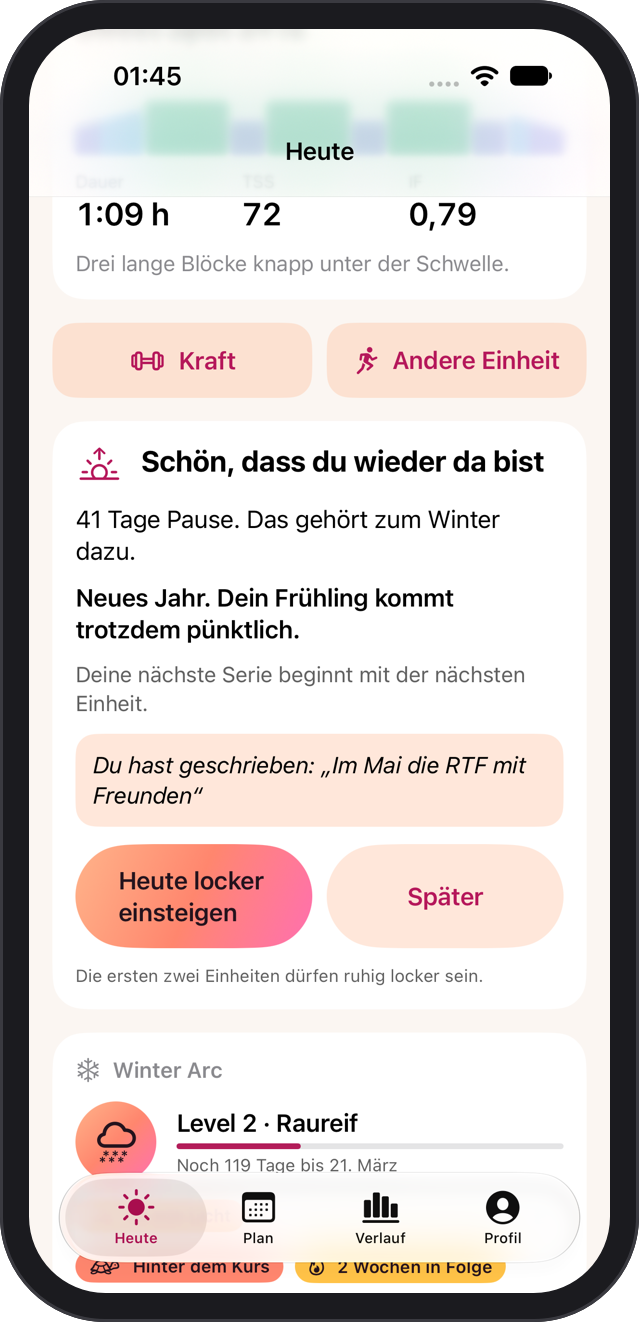 01:45
Heute
Dauer TSS IF
1:09 h 72 0,79
Drei lange Blöcke knapp unter der Schwelle.
Kraft
Andere Einheit
Schön, dass du wieder da bist
41 Tage Pause. Das gehört zum Winter
dazu.
Neues Jahr. Dein Frühling kommt
trotzdem pünktlich.
Deine nächste Serie beginnt mit der nächsten
Einheit.
Du hast geschrieben: „Im Mai die RTF mit
Freunden“
Heute locker
einsteigen
Später
Die ersten zwei Einheiten dürfen ruhig locker sein.
Winter Arc
Level 2 · Raureif
Noch 119 Tage bis 21. März
Heute
Plan
Verlauf
Profil
Hinter dem Kurs
2 Wochen in Folge